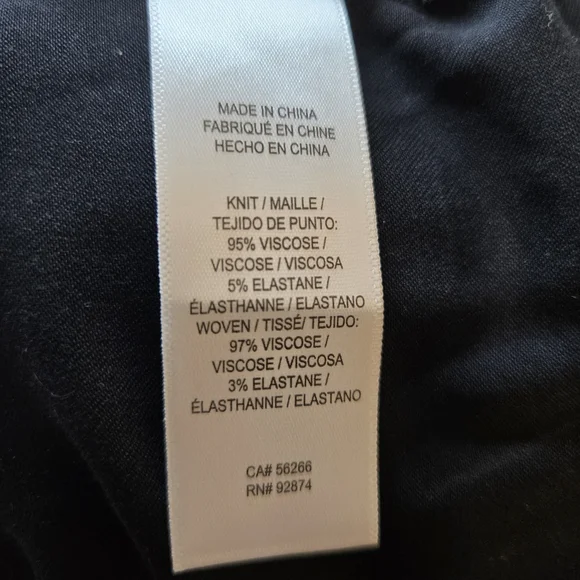 MADE IN CHINA
FABRIQUÉ EN CHINE
HECHO EN CHINA
KNIT / MAILLE /
TEJIDO DE PUNTO:
95% VISCOSE /
VISCOSE / VISCOSA
5% ELASTANE /
ÉLASTHANNE / ELASTANO
WOVEN / TISSÉ/ TEJIDO:
97% VISCOSE /
VISCOSE / VISCOSA
3% ELASTANE /
ÉLASTHANNE / ELASTANO
CA# 56266
RN# 92874